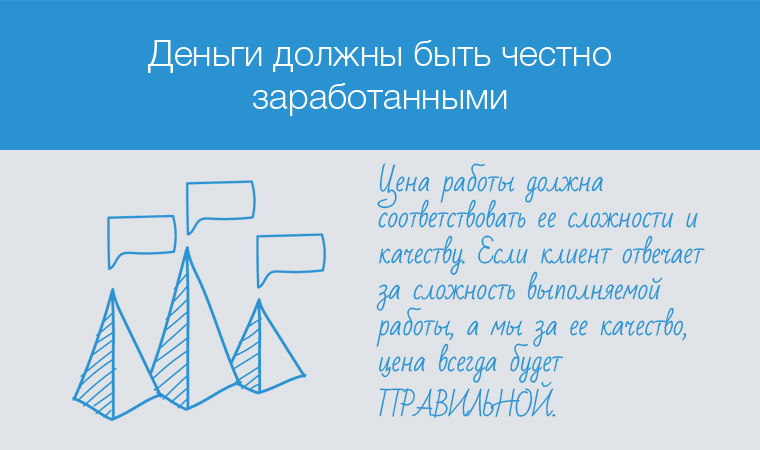 Деньги должны быть честно
заработанными
Цена работы должна
соответствовать ее сложности и
качеству. Если клиент отвечает
за сложность выполняемой
работы, а мы за ее качество,
цена всегда будет
ПРАВИЛЬНОЙ.